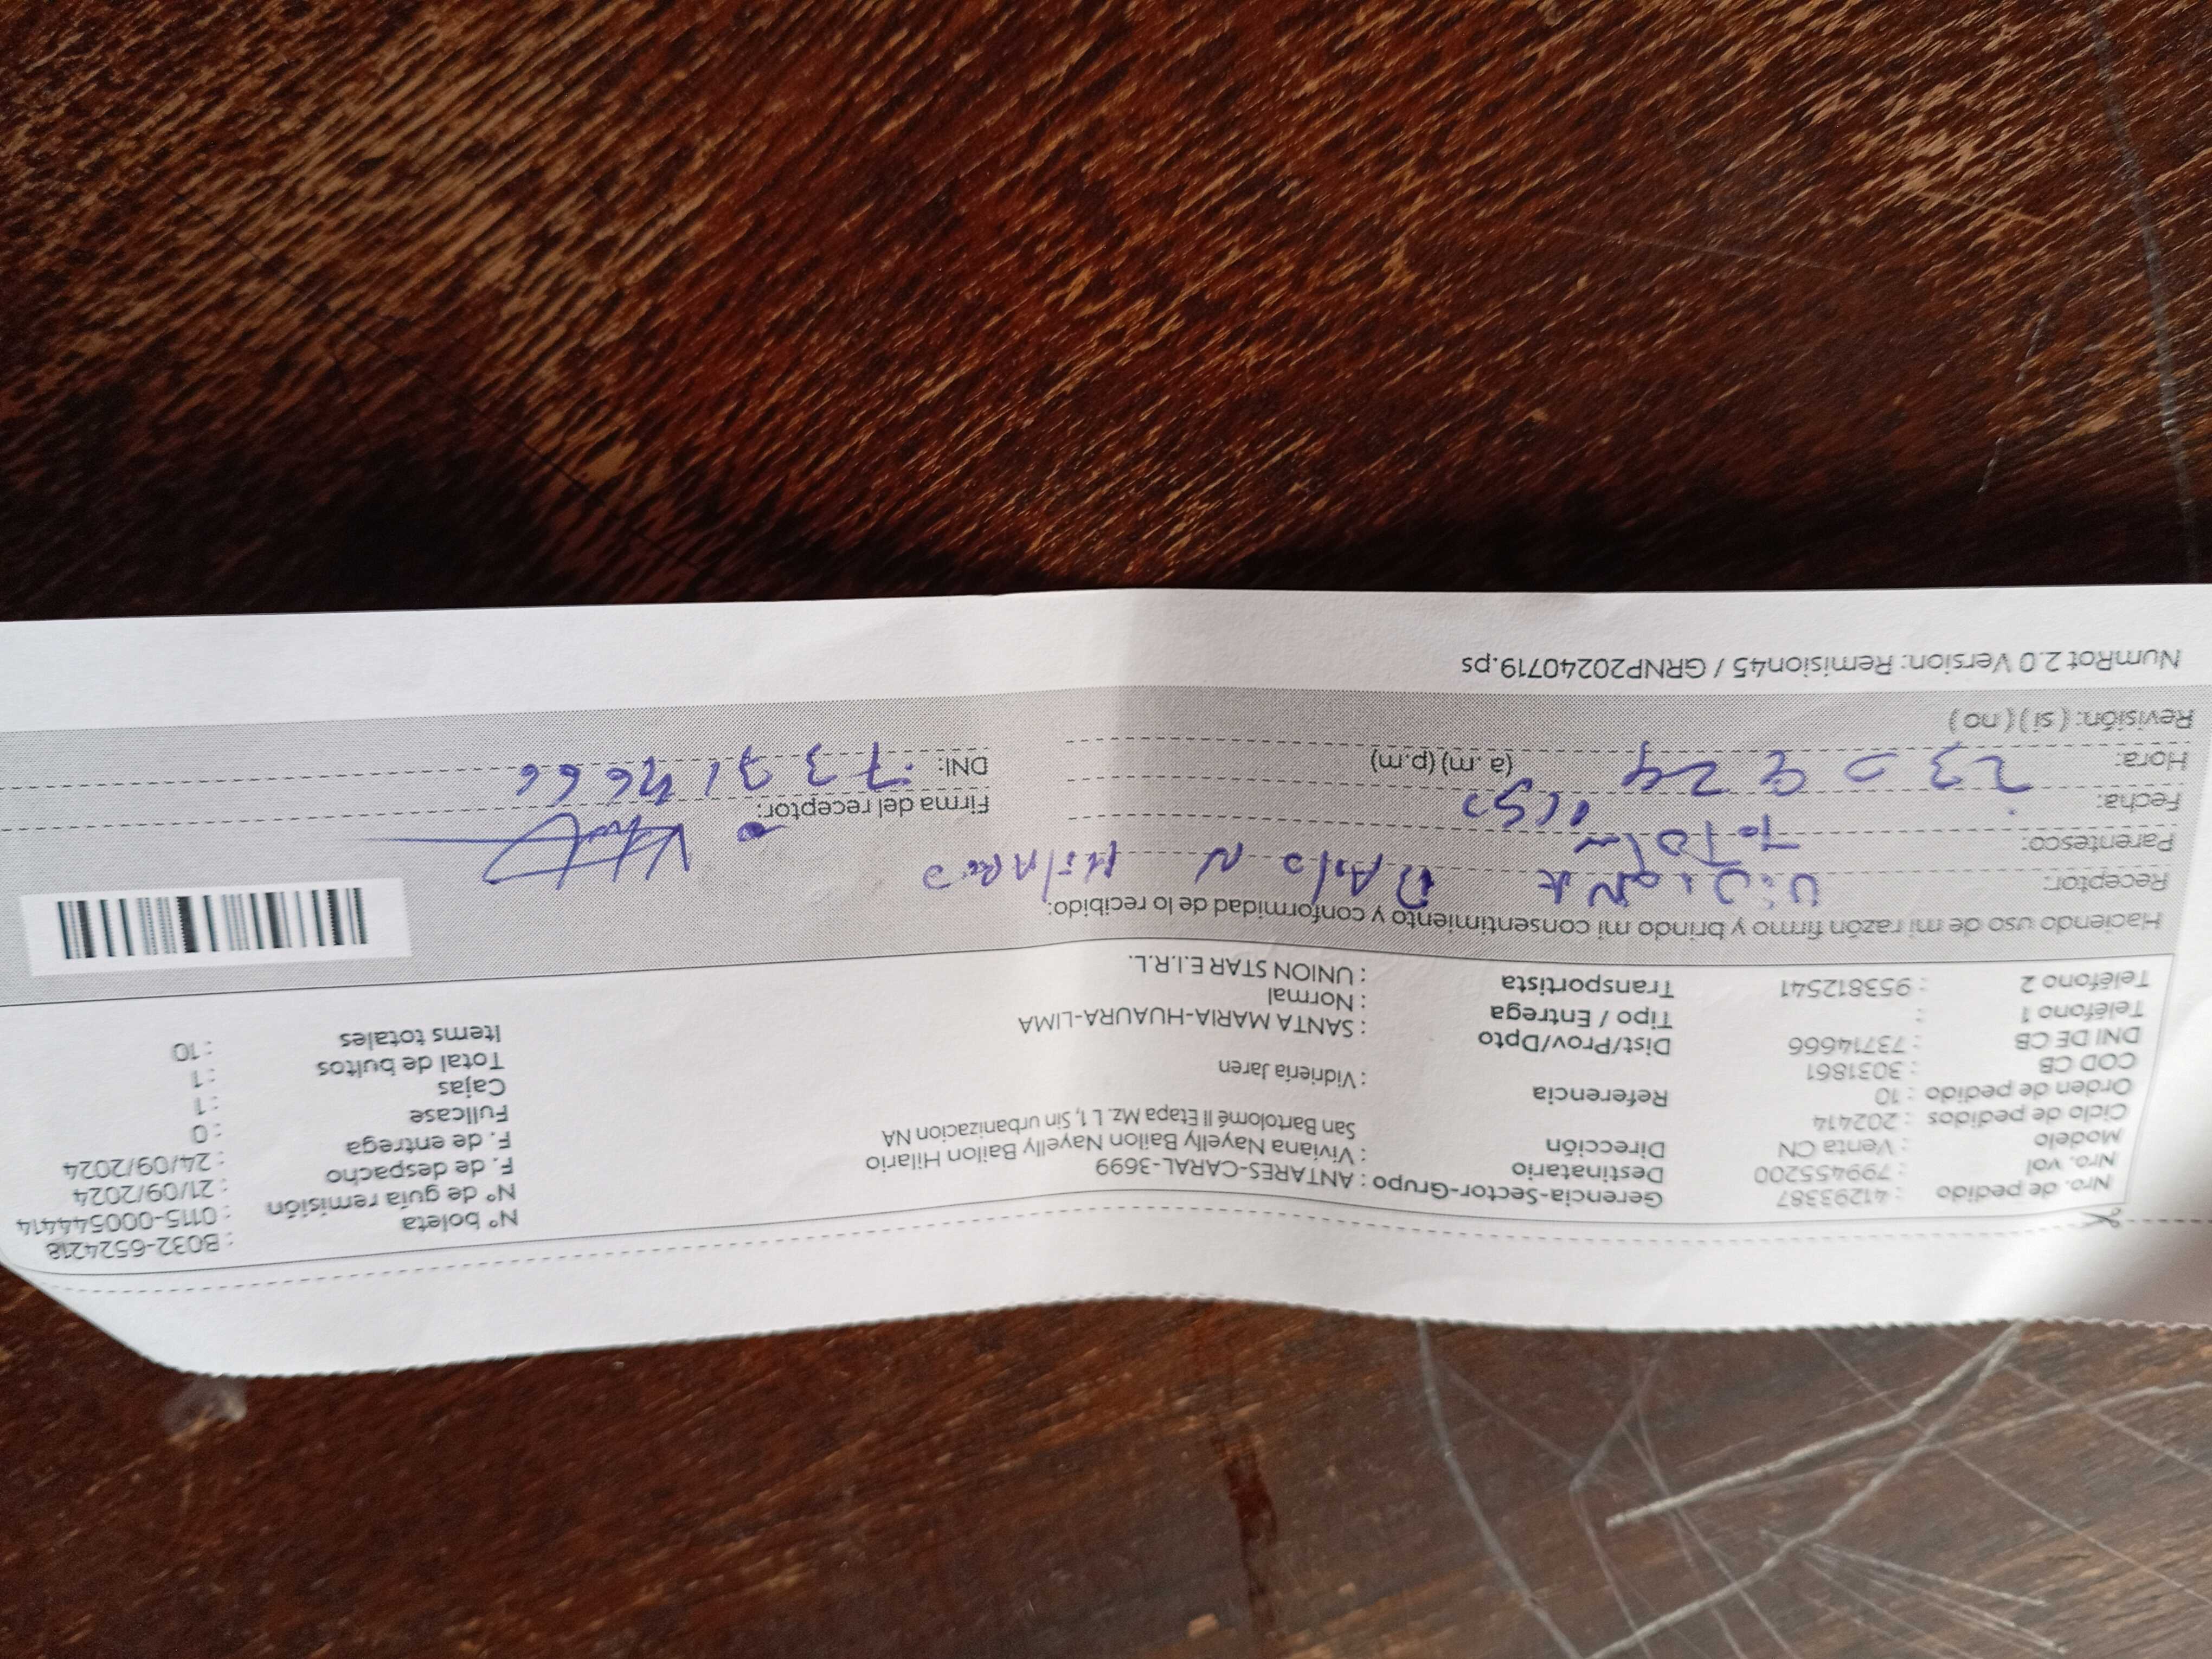 Nro. de pedido : 41293387
Nro. vol : 799455200
Modelo : Venta CN
Ciclo de pedidos : 202414
Orden de pedido : 10
COD CB : 3031861
DNI DE CB : 73714666
Teléfono 1 :
Teléfono 2 : 953812541
Gerencia-Sector-Grupo : ANTARES-CARAL-3699
Destinatario : Viviana Nayelly Bailon Nayelly Bailon Hilario
Dirección San Bartolomé II Etapa Mz. L 1, Sin urbanizacion NA
Referencia : Vidrieria Jaren
Dist/Prov/Dpto : SANTA MARIA-HUAURA-LIMA
Tipo / Entrega : Normal
Transportista : UNION STAR E.I.R.L.
N° boleta : B032-6524218
N° de guía remisión : 0115-00054414
F. de despacho : 21/09/2024
F. de entrega : 24/09/2024
Fullcase : 0
Cajas : 1
Total de bultos : 1
Items totales : 10
Haciendo uso de mi razón firmo y brindo mi consentimiento y conformidad de lo recibido:
Receptor:
Parentesco:
Fecha:
Hora: (a.m) (p.m)
Revisión: ( si ) ( no )
Firma del receptor:
DNI: 73714666
NumRot 2.0 Version: Remision45 / GRNP20240719.ps